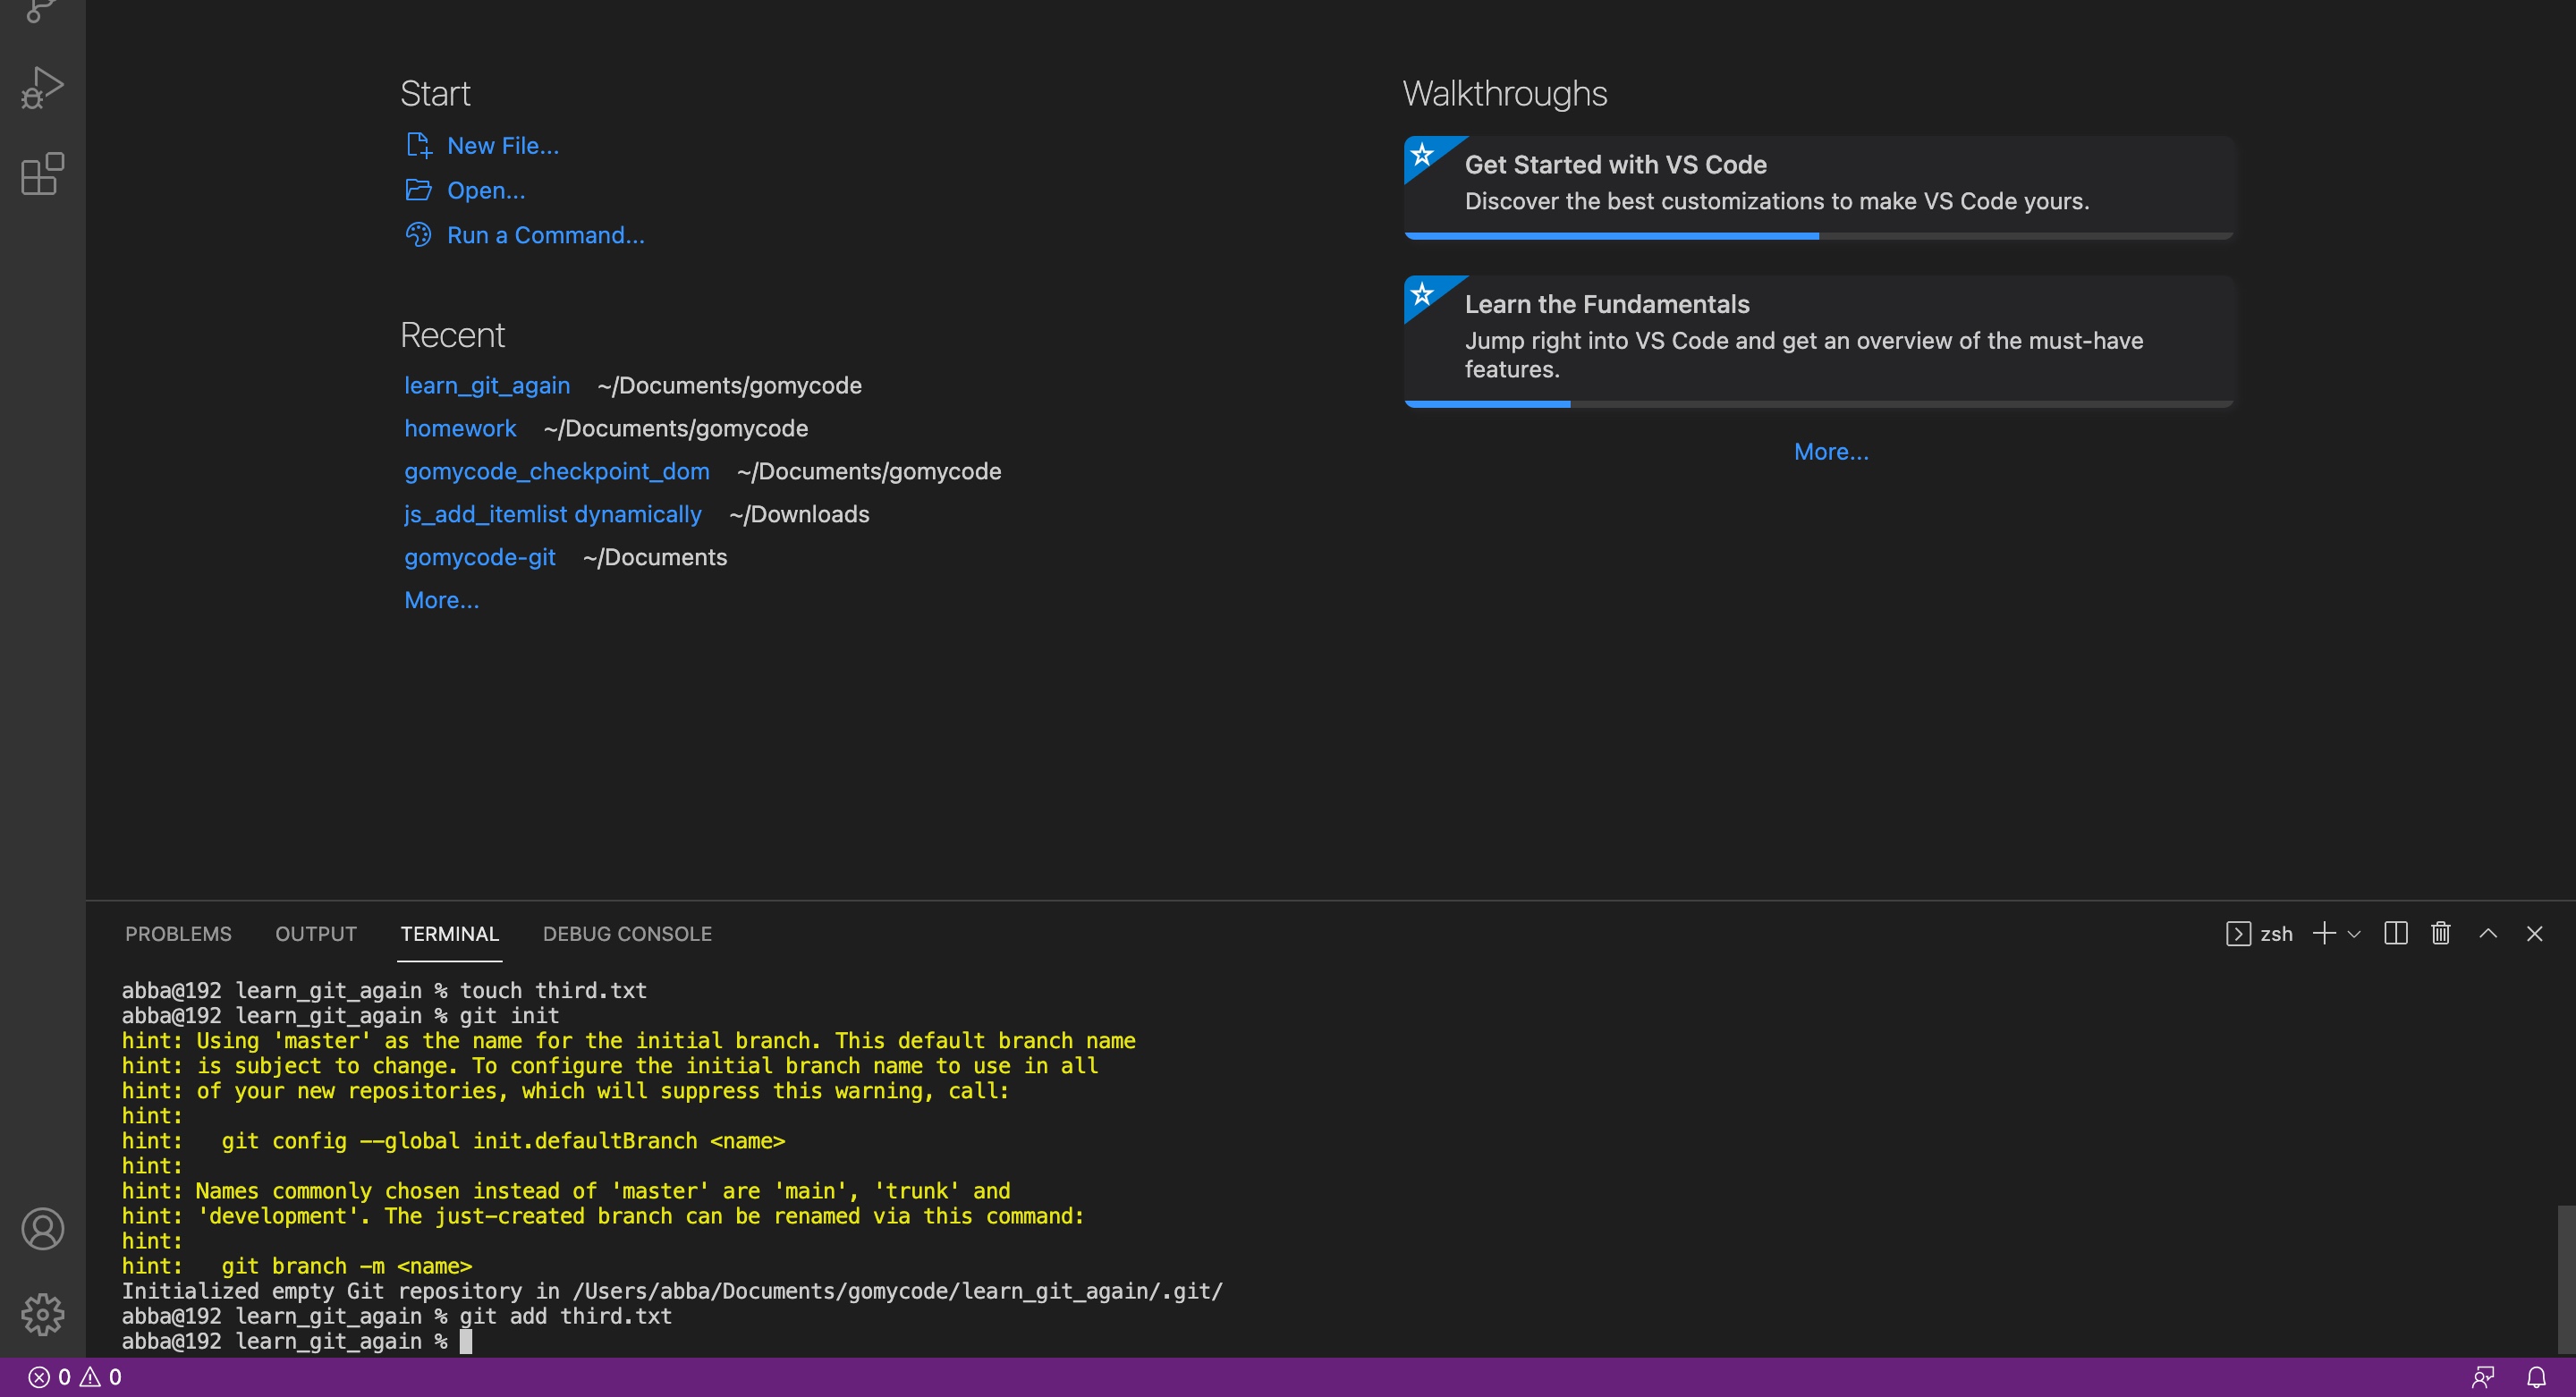 Start
New File...
Open...
Run a Command...
Recent
learn_git_again ~/Documents/gomycode
homework ~/Documents/gomycode
gomycode_checkpoint_dom ~/Documents/gomycode
js_add_itemlist dynamically ~/Downloads
gomycode-git ~/Documents
More...
Walkthroughs
Get Started with VS Code
Discover the best customizations to make VS Code yours.
Learn the Fundamentals
Jump right into VS Code and get an overview of the must-have
features.
More...
PROBLEMS OUTPUT TERMINAL DEBUG CONSOLE
zsh
abba@192 learn_git_again % touch third.txt
abba@192 learn_git_again % git init
hint: Using 'master' as the name for the initial branch. This default branch name
hint: is subject to change. To configure the initial branch name to use in all
hint: of your new repositories, which will suppress this warning, call:
hint:
hint:   git config --global init.defaultBranch <name>
hint:
hint: Names commonly chosen instead of 'master' are 'main', 'trunk' and
hint: 'development'. The just-created branch can be renamed via this command:
hint:
hint:   git branch -m <name>
Initialized empty Git repository in /Users/abba/Documents/gomycode/learn_git_again/.git/
abba@192 learn_git_again % git add third.txt
abba@192 learn_git_again %
0 0